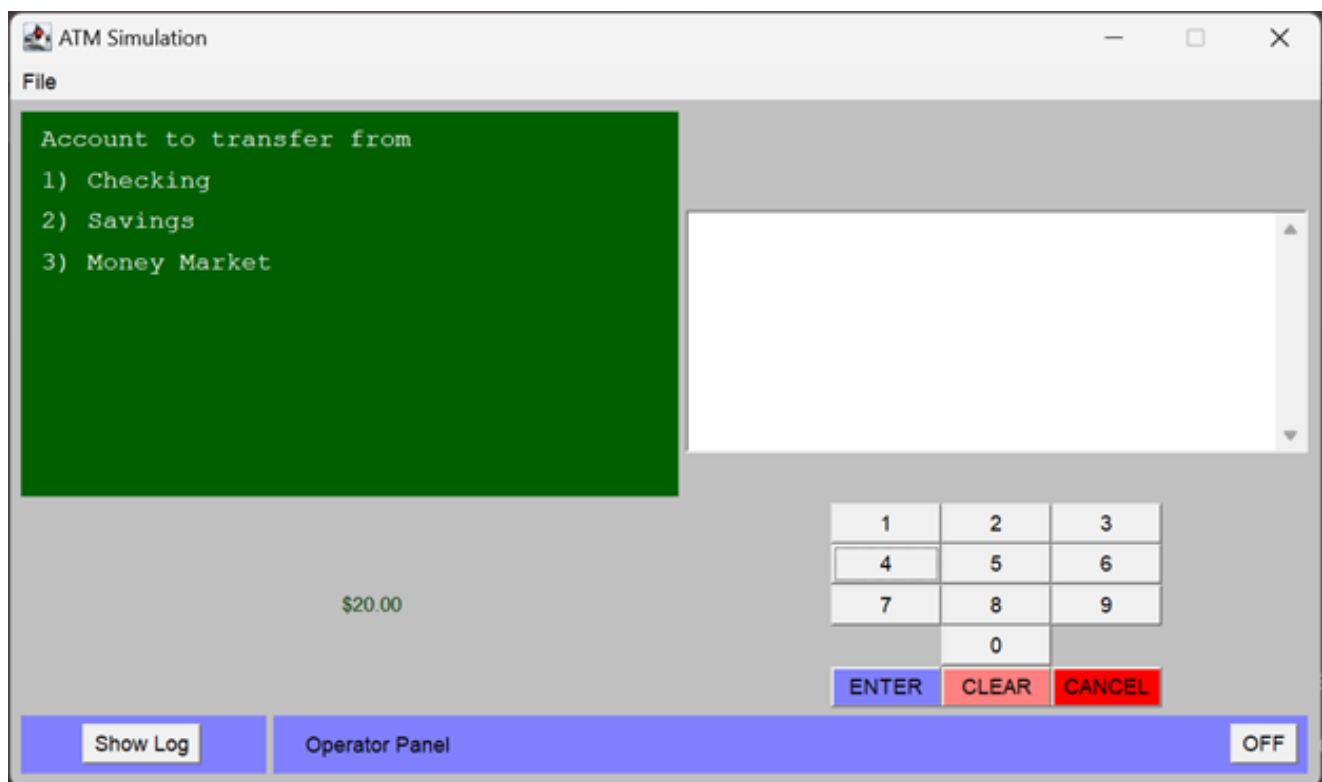 ATM Simulation
File
Account to transfer from
1) Checking
2) Savings
3) Money Market
1 2 3
4 5 6
$20.00
7 8 9
0
ENTER CLEAR CANCEL
Show Log
Operator Panel
OFF